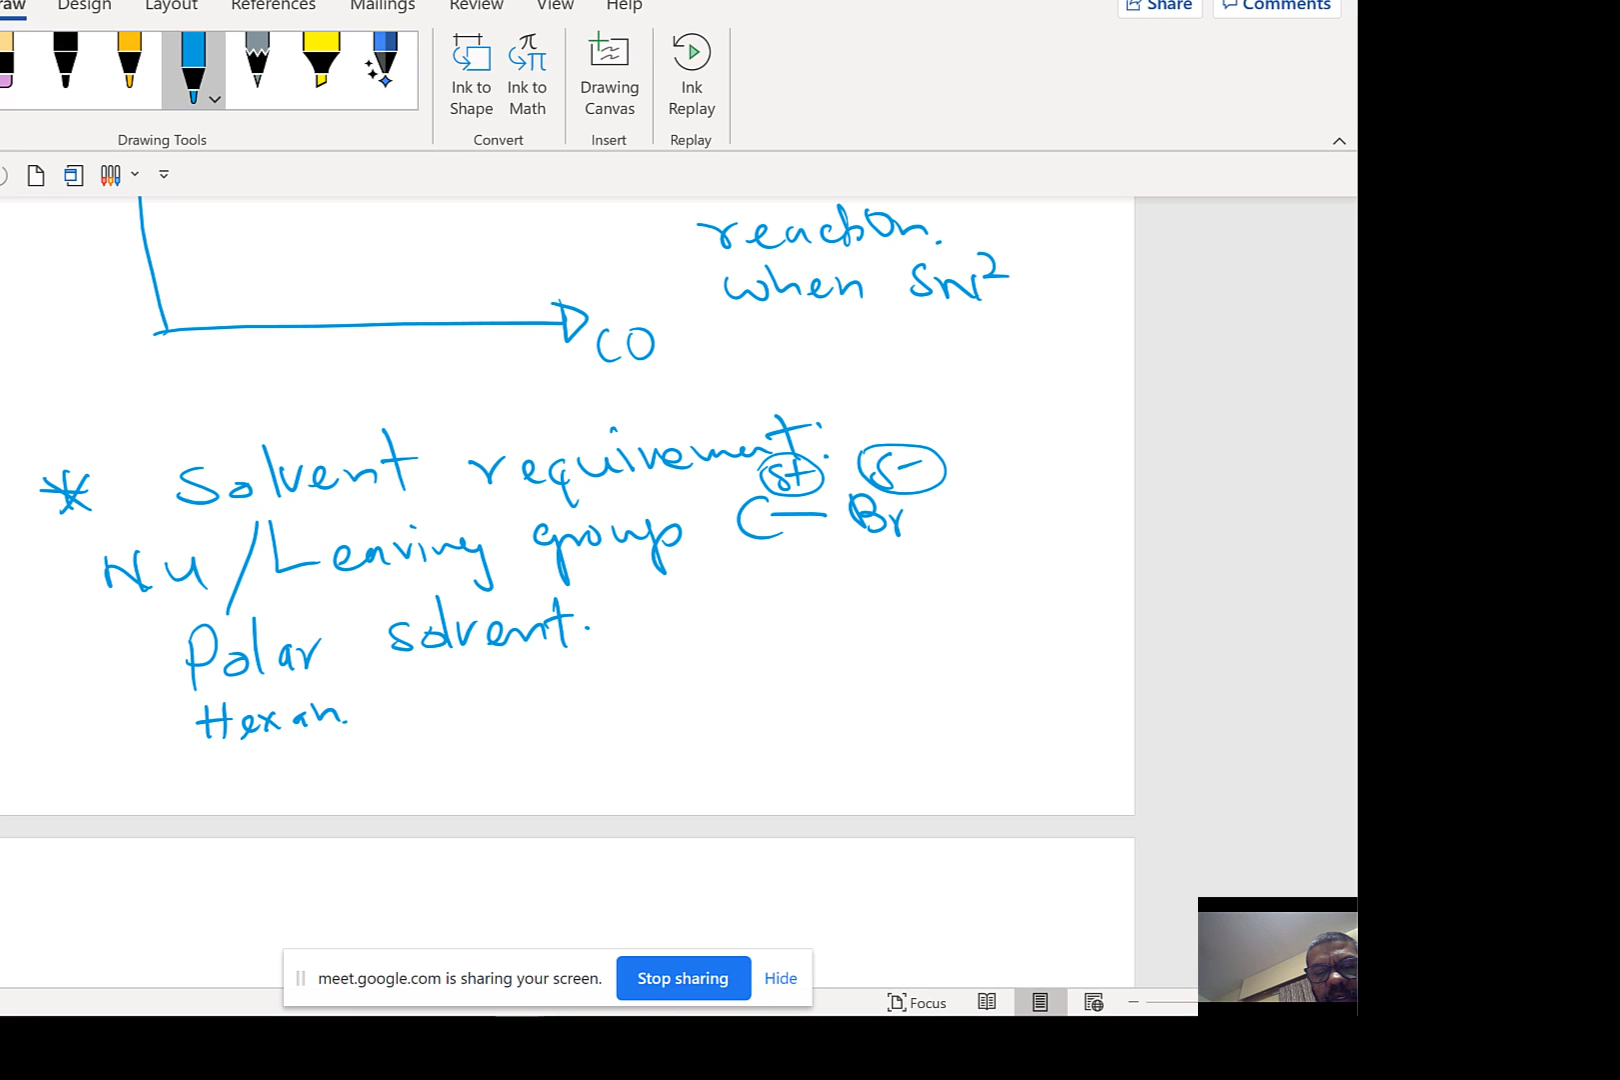 raw Design Layout References Mailings Review View Help
Share Comments
Ink to Shape
Ink to Math
Drawing Canvas
Ink Replay
Drawing Tools Convert Insert Replay
reaction.
when SN2
CO
* Solvent requirement.
δ+ δ-
Nu/Leaving group C—Br
Polar solvent.
Hexan.
meet.google.com is sharing your screen. Stop sharing Hide
Focus